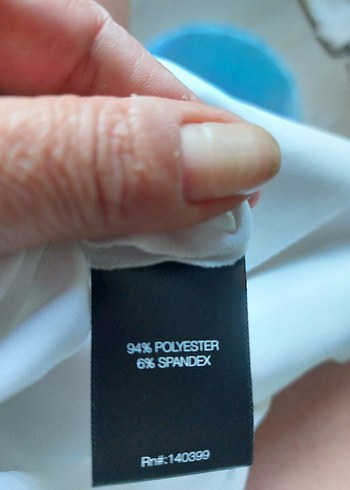 94% POLYESTER
6% SPANDEX
Rn#:140399